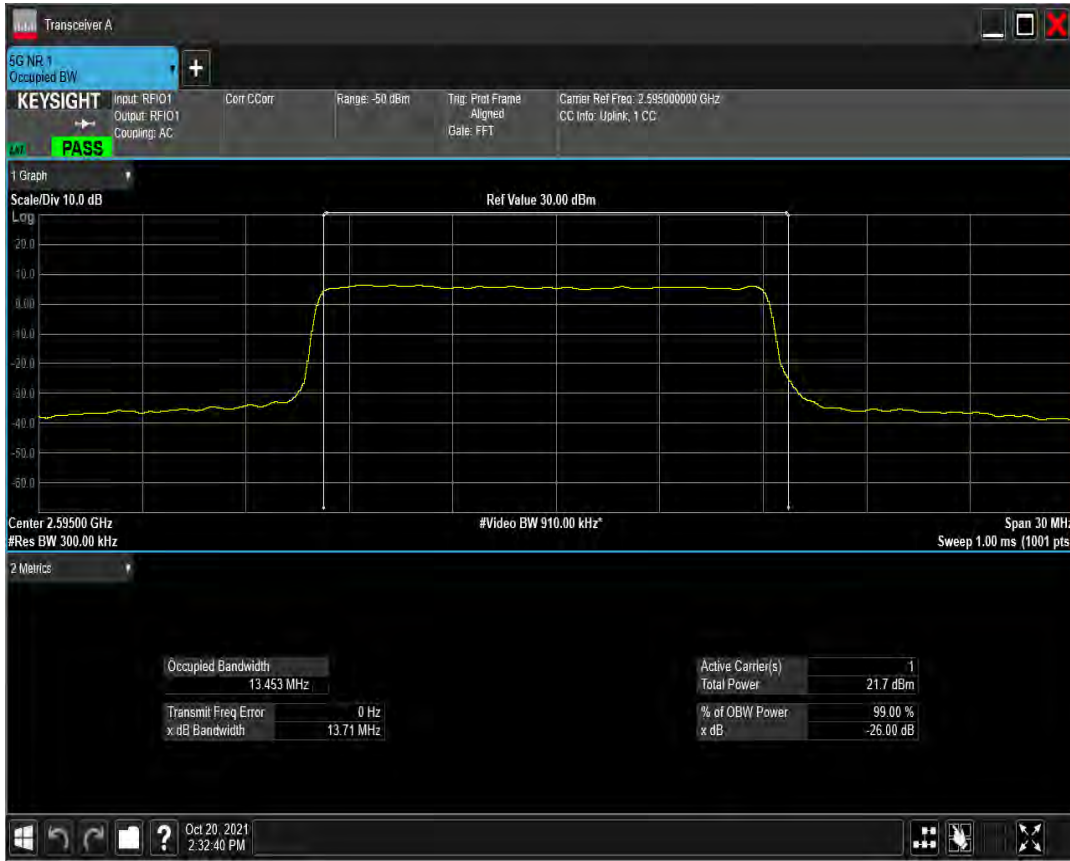 Transceiver A
5G NR 1
Occupied BW
KEYSIGHT
Input: RFIO1
Output: RFIO1
Coupling: AC
Corr CCorr
Range: -50 dBm
Trig: Prot Frame
Aligned
Gate: FFT
Carrier Ref Freq: 2.595000000 GHz
CC Info: Uplink, 1 CC
PASS
1 Graph
Scale/Div 10.0 dB
Ref Value 30.00 dBm
Log
20.0
10.0
0.00
-10.0
-20.0
-30.0
-40.0
-50.0
-60.0
Center 2.59500 GHz
#Video BW 910.00 kHz*
Span 30 MHz
#Res BW 300.00 kHz
Sweep 1.00 ms (1001 pts
2 Metrics
Occupied Bandwidth
13.453 MHz
Transmit Freq Error 0 Hz
x dB Bandwidth 13.71 MHz
Active Carrier(s) 1
Total Power 21.7 dBm
% of OBW Power 99.00 %
x dB -26.00 dB
?
Oct 20, 2021
2:32:40 PM